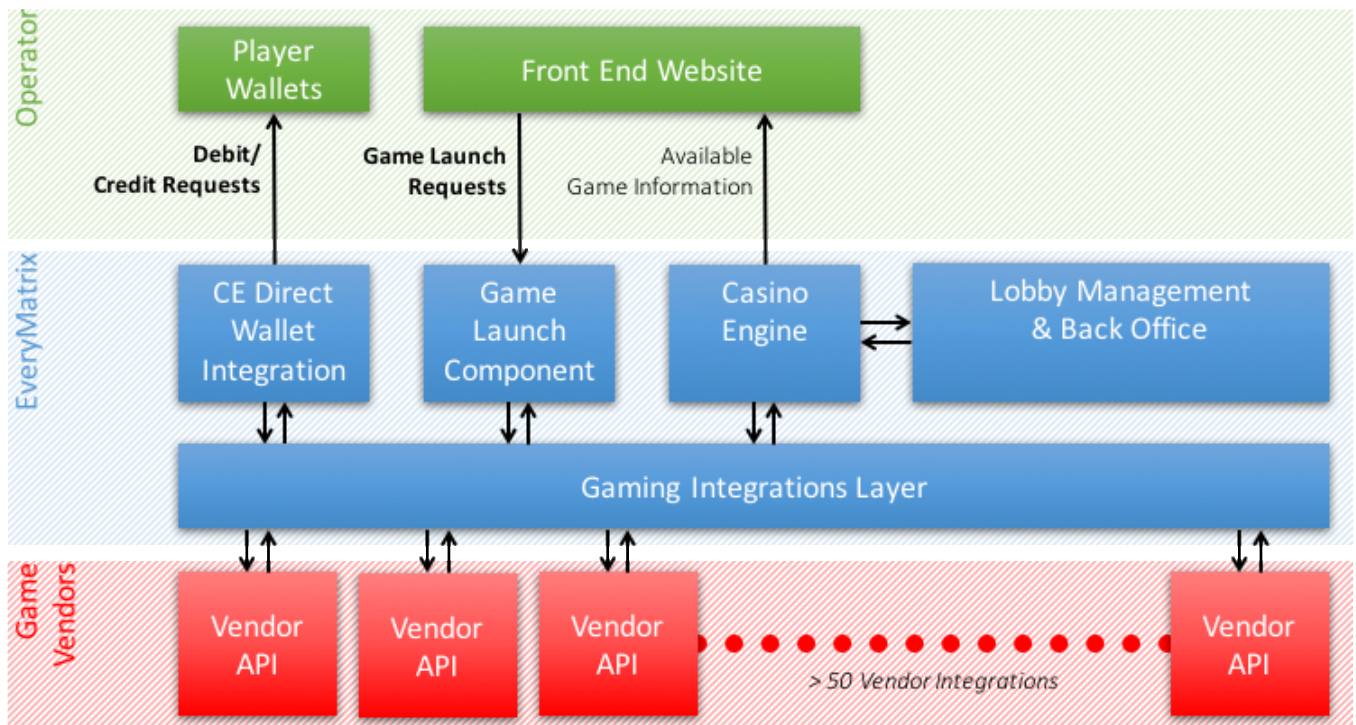 Operator
Player
Wallets
Front End Website
Debit/
Credit Requests
Game Launch
Requests
Available
Game Information
EveryMatrix
CE Direct
Wallet
Integration
Game
Launch
Component
Casino
Engine
Lobby Management
& Back Office
Gaming Integrations Layer
Game
Vendors
Vendor
API
Vendor
API
Vendor
API
> 50 Vendor Integrations
Vendor
API